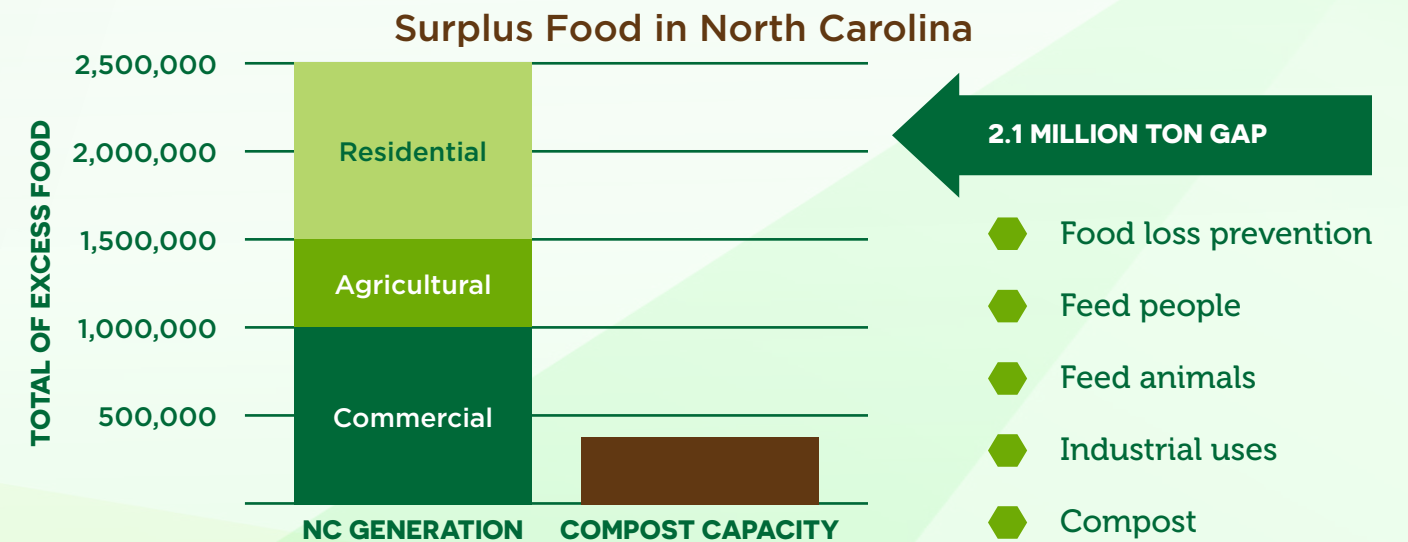 Surplus Food in North Carolina
TOTAL OF EXCESS FOOD
2,500,000
2,000,000
1,500,000
1,000,000
500,000
Residential
Agricultural
Commercial
NC GENERATION
COMPOST CAPACITY
2.1 MILLION TON GAP
Food loss prevention
Feed people
Feed animals
Industrial uses
Compost